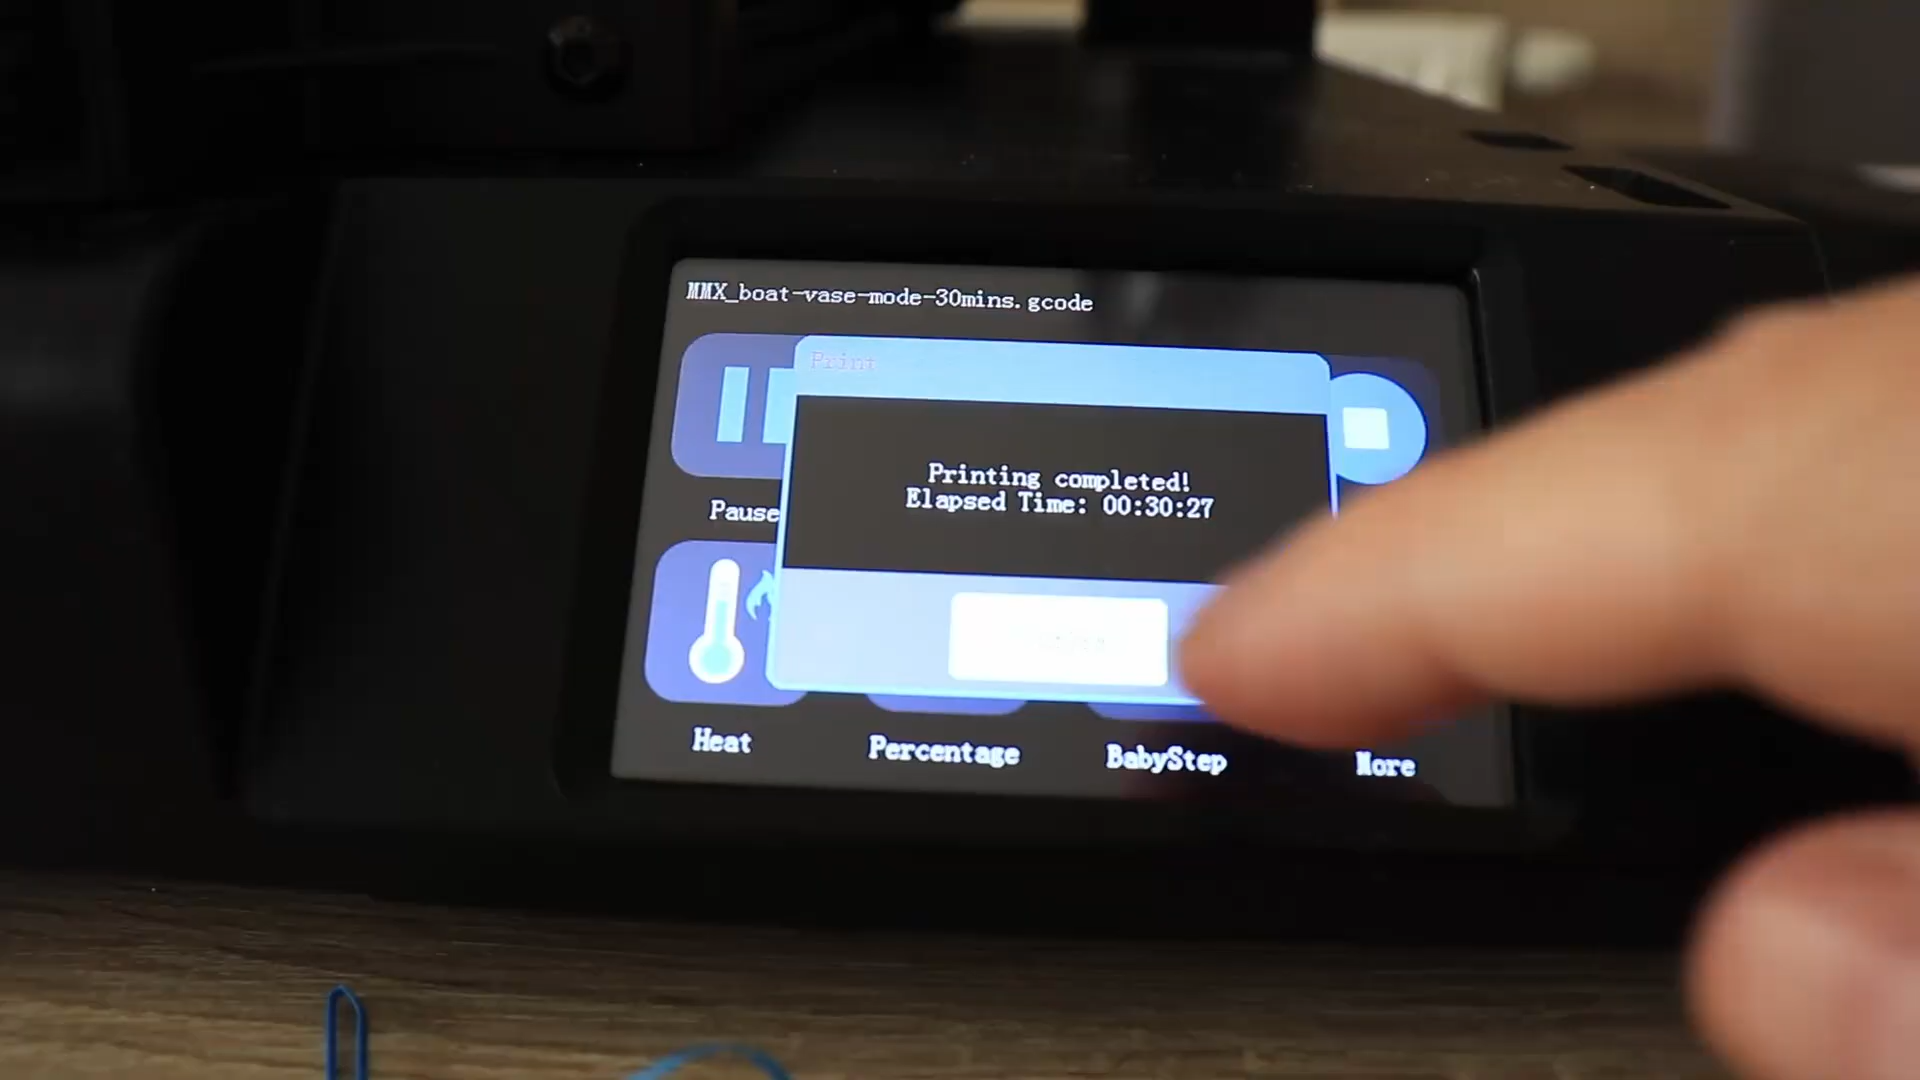 MMX_boat-vase-mode-30mins.gcode
Print
Printing completed!
Elapsed Time: 00:30:27
Pause
Heat
Percentage
BabyStep
More